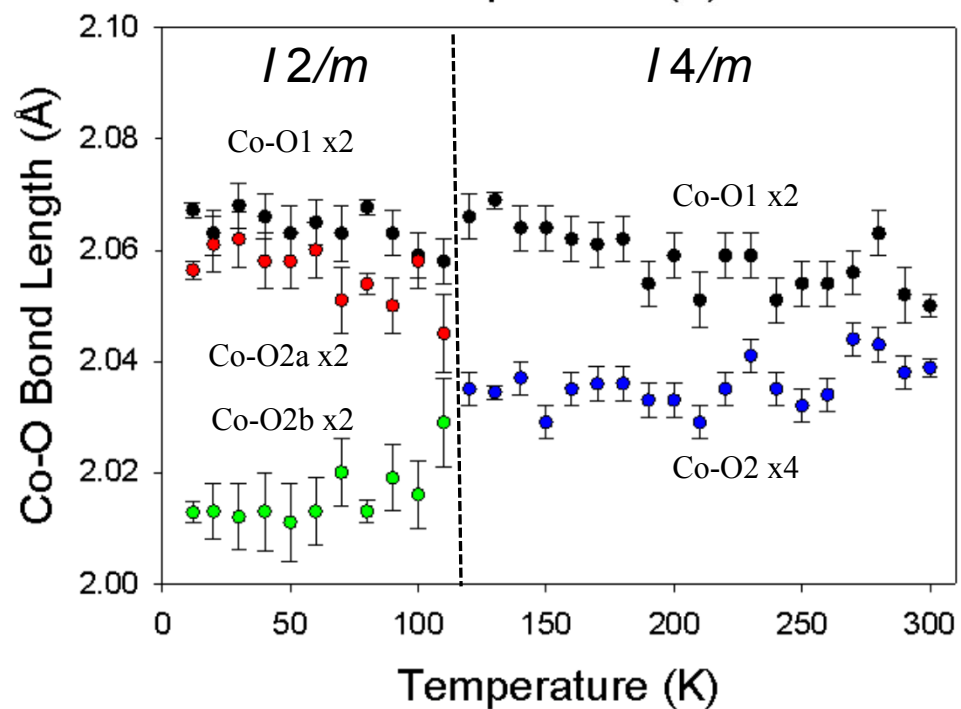 2.10
I 2/m
I 4/m
2.08
Co-O1 x2
Co-O1 x2
2.06
Co-O2a x2
2.04
Co-O2b x2
Co-O2 x4
2.02
2.00
Co-O Bond Length (Å)
0
50
100
150
200
250
300
Temperature (K)